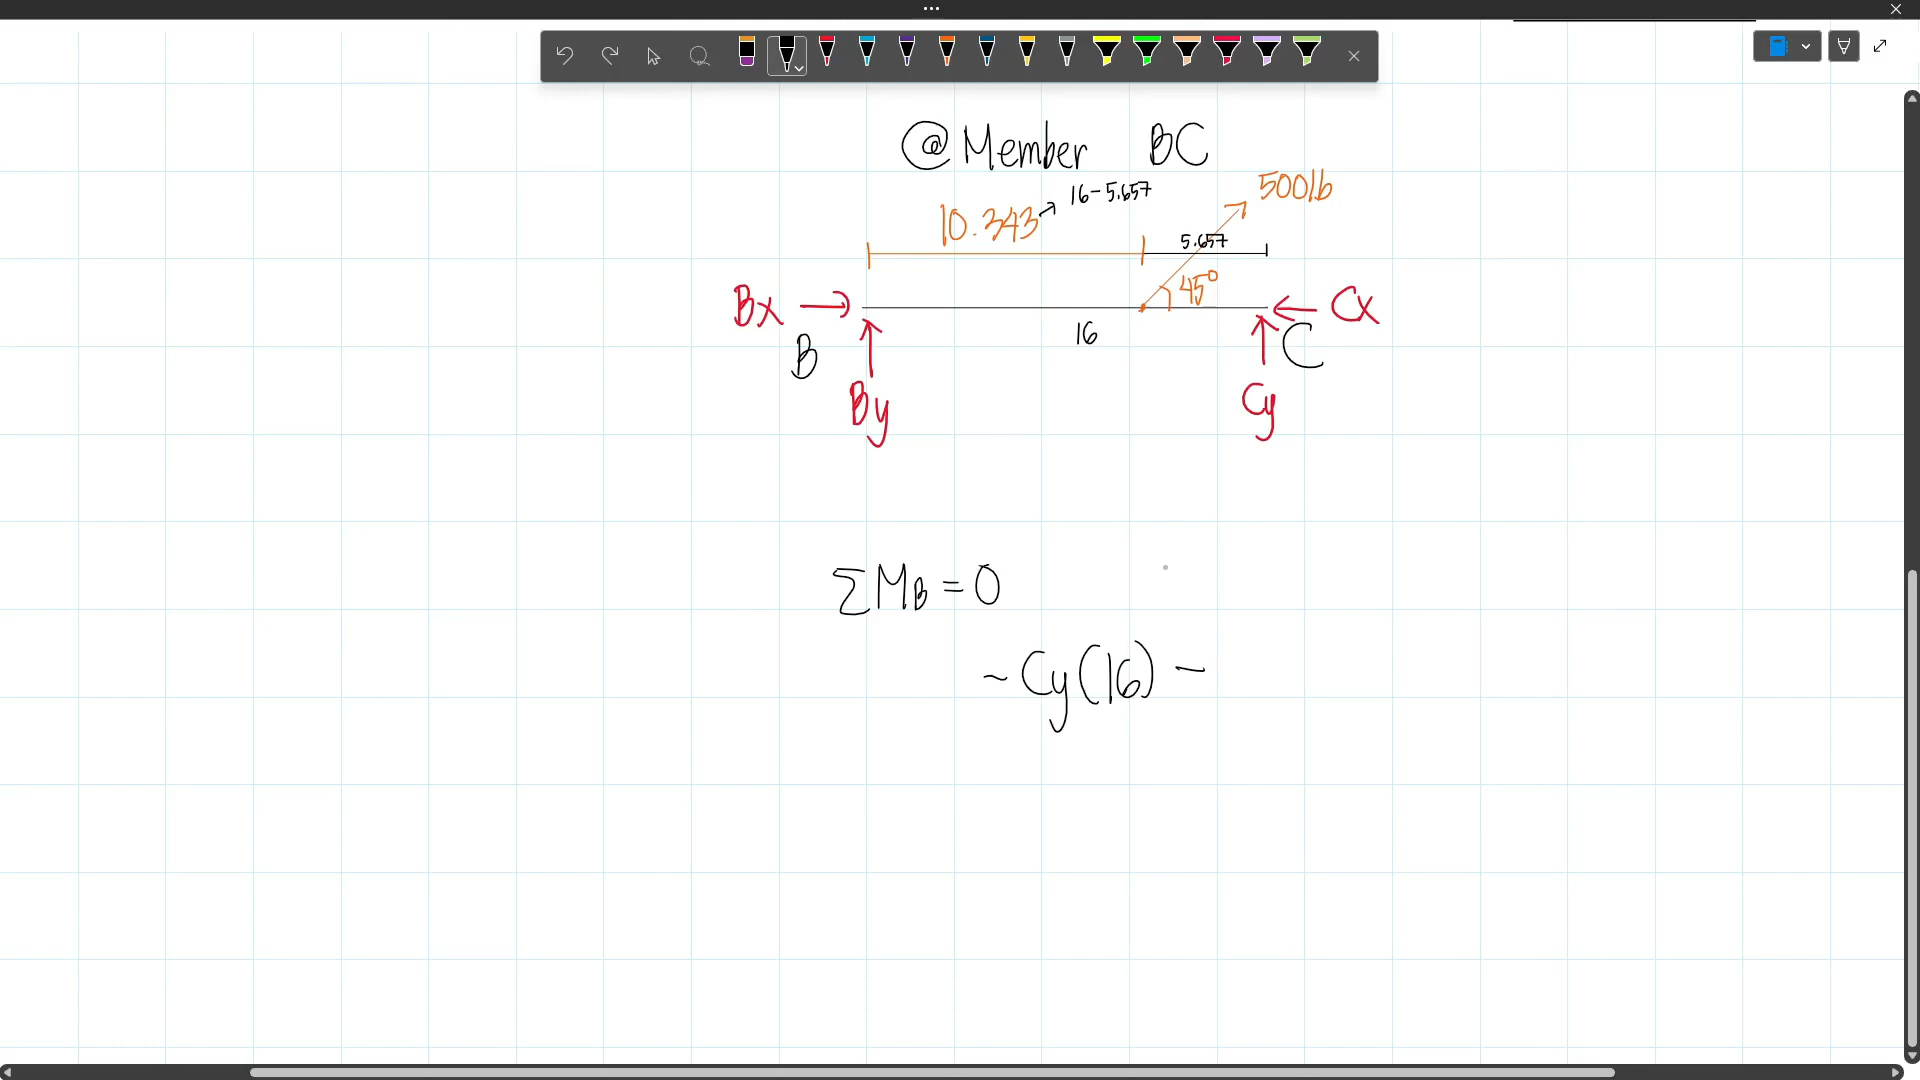 @ Member BC
16-5.657
500lb
10.343
5.657
45°
Bx
Cx
B
16
C
By
Cy
ΣMB = 0
- Cy(16) -